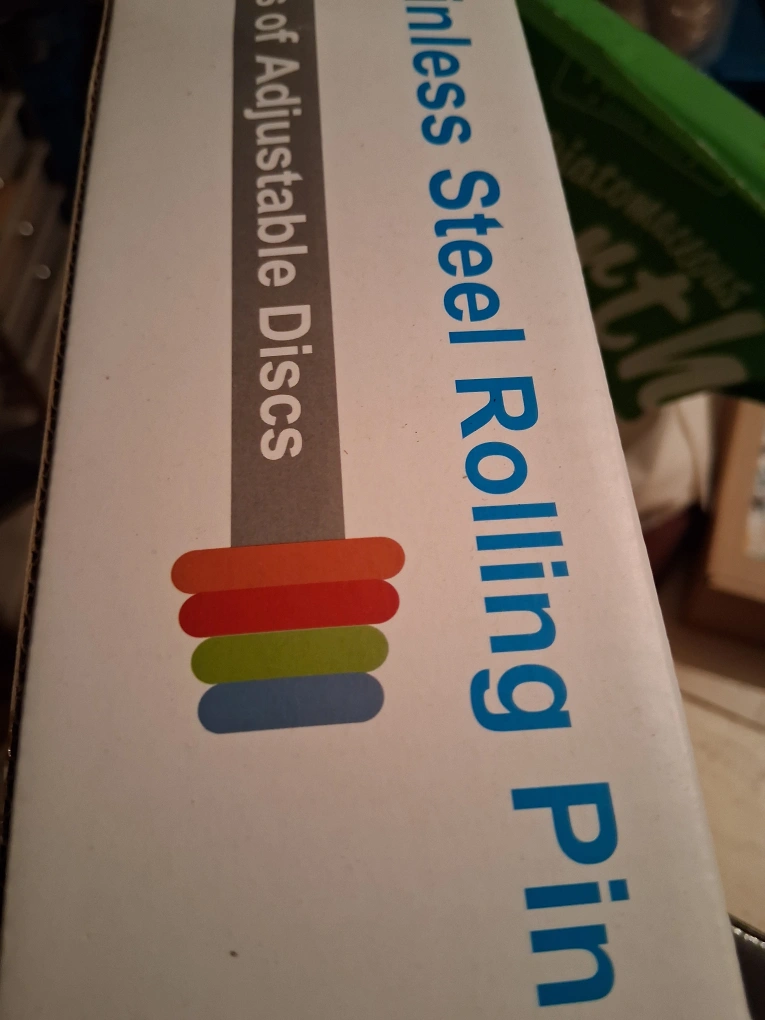 inless Steel Rolling Pin
s of Adjustable Discs